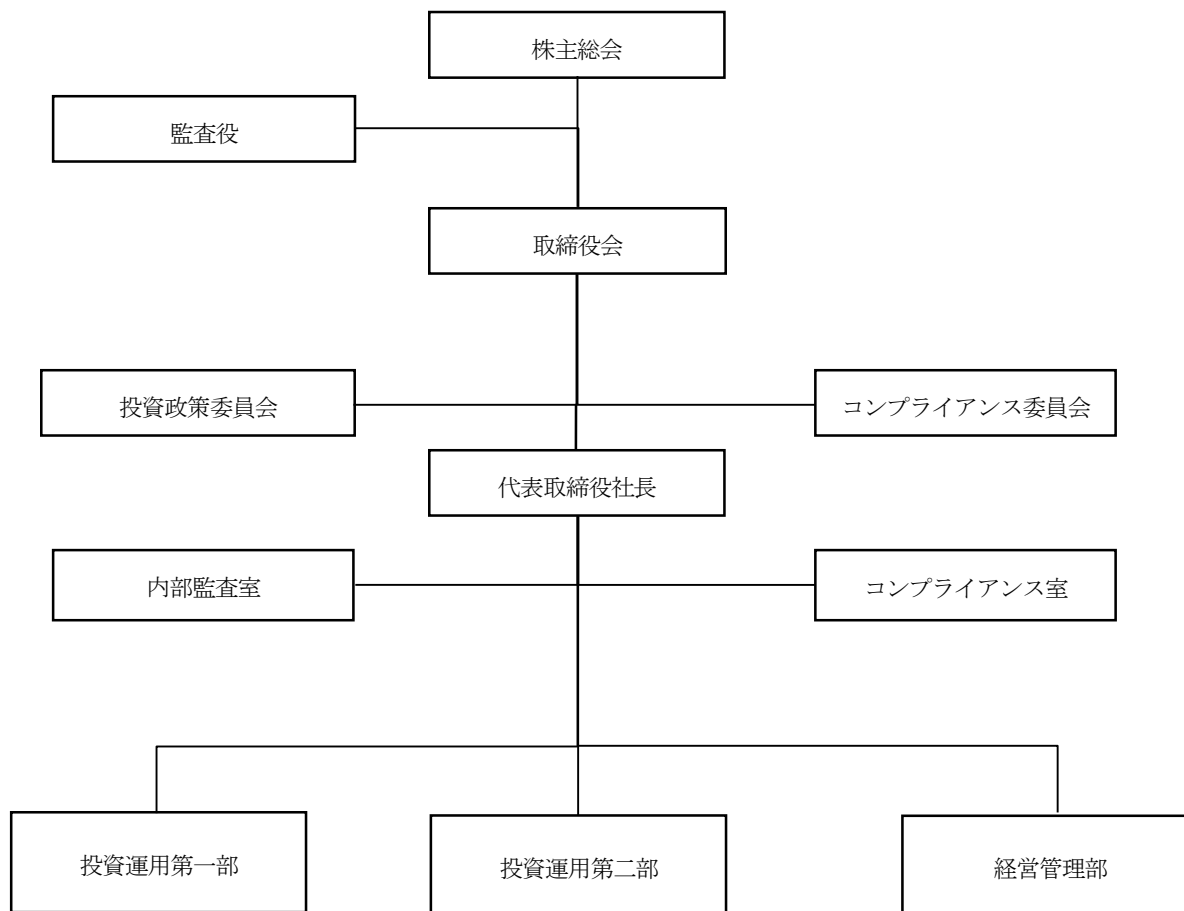 株主総会
監査役
取締役会
投資政策委員会
コンプライアンス委員会
代表取締役社長
内部監査室
コンプライアンス室
投資運用第一部
投資運用第二部
経営管理部